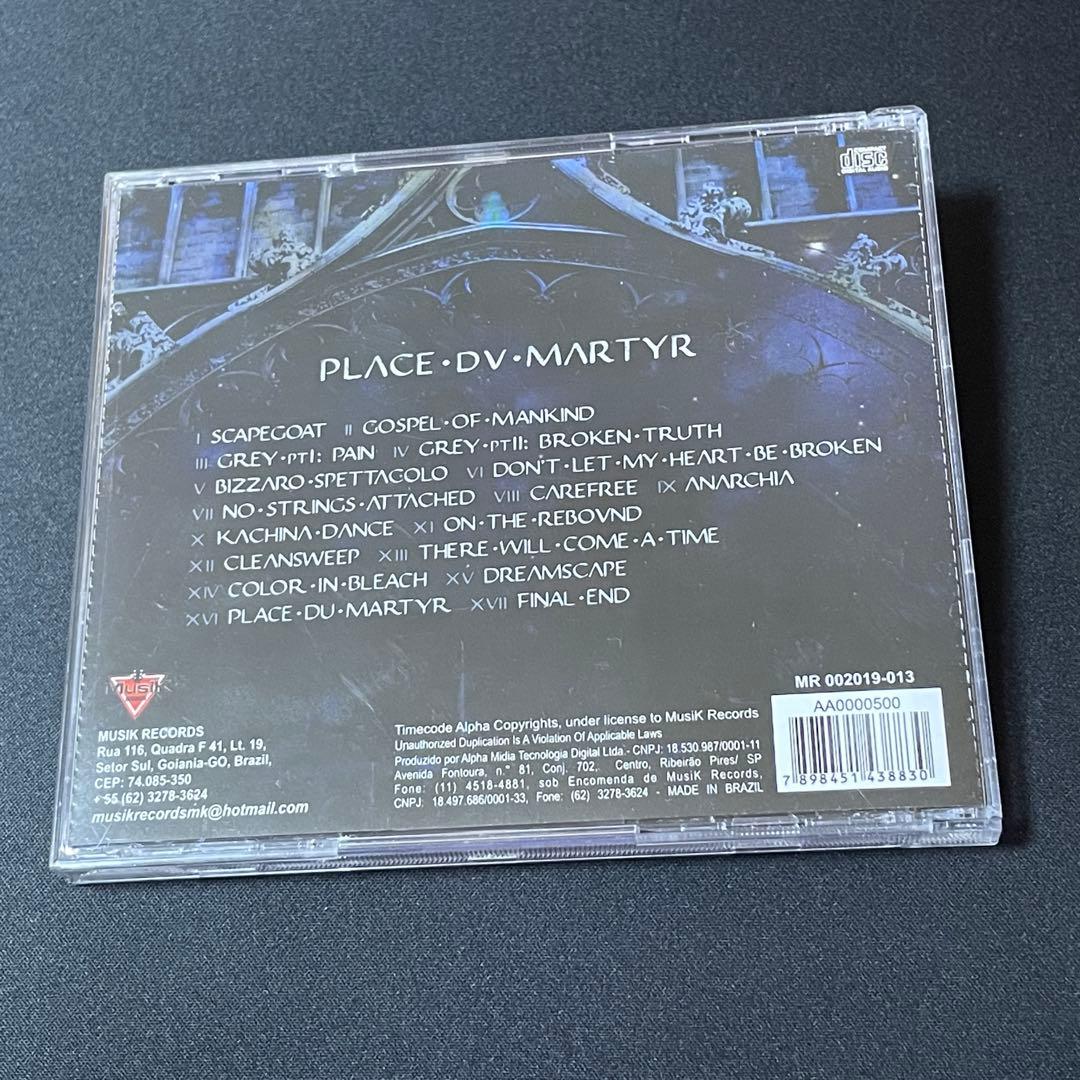 COMPACT
disc
DIGITAL AUDIO
PLACE•DV•MARTYR
I SCAPEGOAT II GOSPEL•OF•MANKIND
III GREY•PTI: PAIN IV GREY•PTII: BROKEN•TRUTH
V BIZZARO•SPETTACOLO VI DON'T•LET•MY•HEART•BE•BROKEN
VII NO•STRINGS•ATTACHED VIII CAREFREE IX ANARCHIA
X KACHINA•DANCE XI ON•THE•REBOVND
XII CLEANSWEEP XIII THERE•WILL•COME•A•TIME
XIV COLOR•IN•BLEACH XV DREAMSCAPE
XVI PLACE•DU•MARTYR XVII FINAL•END
MusiK
MUSIK RECORDS
Rua 116, Quadra F 41, Lt. 19,
Setor Sul, Goiania-GO, Brazil,
CEP: 74.085-350
+ 55 (62) 3278-3624
musikrecordsmk@hotmail.com
Timecode Alpha Copyrights, under license to MusiK Records
Unauthorized Duplication Is A Violation Of Applicable Laws
Produzido por Alpha Midia Tecnologia Digital Ltda.- CNPJ: 18.530.987/0001-11
Avenida Fontoura, n.° 81, Conj. 702, Centro, Ribeirão Pires/ SP
Fone: (11) 4518-4881, sob Encomenda de MusiK Records,
CNPJ: 18.497.686/0001-33, Fone: (62) 3278-3624 - MADE IN BRAZIL
MR 002019-013
AA0000500
7 898451 438830